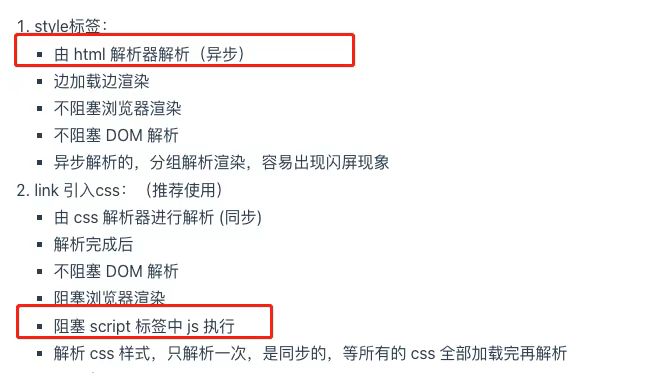 1. style标签：
▪ 由 html 解析器解析（异步）
▪ 边加载边渲染
▪ 不阻塞浏览器渲染
▪ 不阻塞 DOM 解析
▪ 异步解析的，分组解析渲染，容易出现闪屏现象
2. link 引入css：（推荐使用）
▪ 由 css 解析器进行解析 (同步)
▪ 解析完成后
▪ 不阻塞 DOM 解析
▪ 阻塞浏览器渲染
▪ 阻塞 script 标签中 js 执行
▪ 解析 css 样式，只解析一次，是同步的，等所有的 css 全部加载完再解析